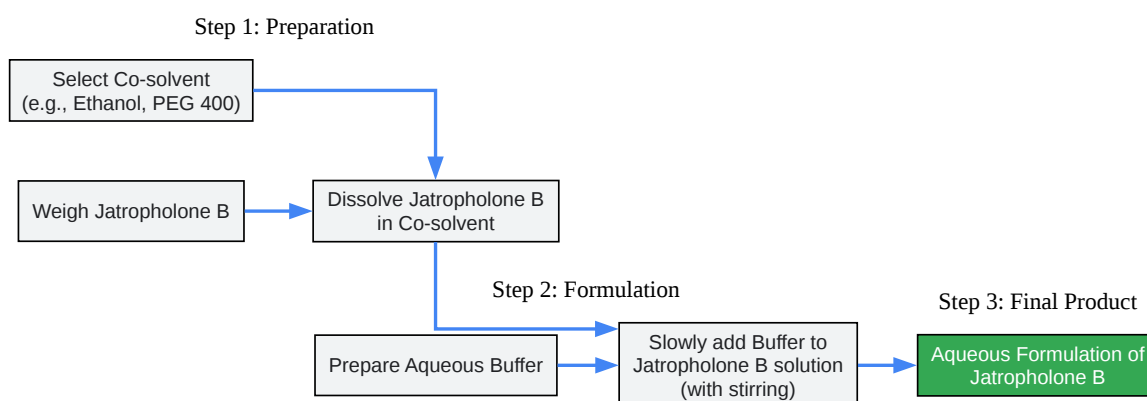 Step 1: Preparation
Select Co-solvent
(e.g., Ethanol, PEG 400)
Weigh Jatropholone B
Dissolve Jatropholone B
in Co-solvent
Step 2: Formulation
Prepare Aqueous Buffer
Slowly add Buffer to
Jatropholone B solution
(with stirring)
Step 3: Final Product
Aqueous Formulation of
Jatropholone B